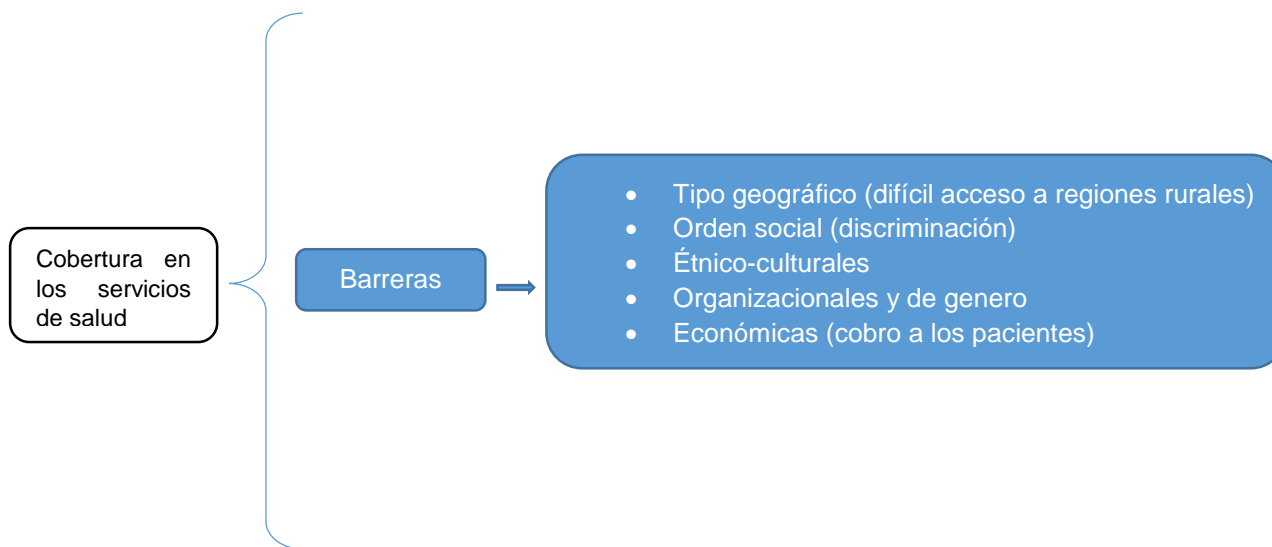 Cobertura en
los servicios
de salud
Barreras
• Tipo geográfico (difícil acceso a regiones rurales)
• Orden social (discriminación)
• Étnico-culturales
• Organizacionales y de genero
• Económicas (cobro a los pacientes)